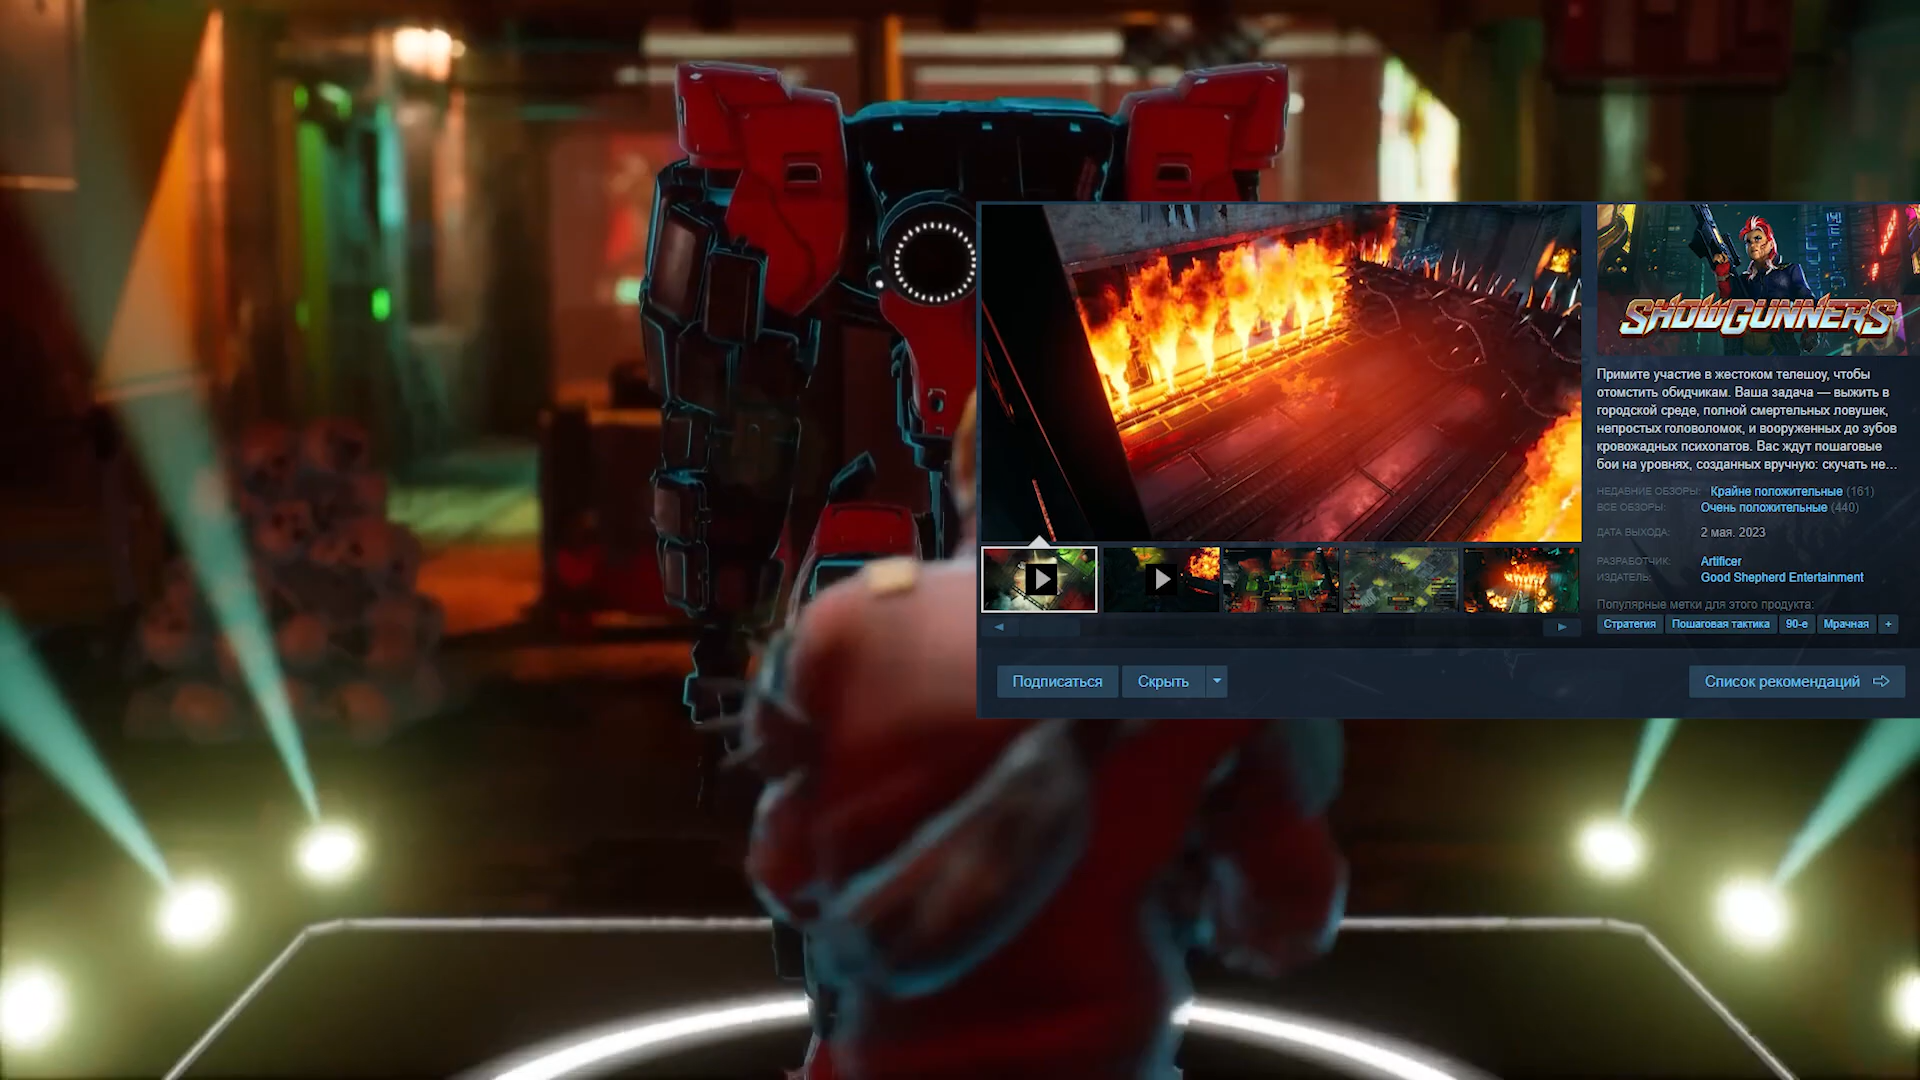 SHOWGUNNERS
Примите участие в жестоком телешоу, чтобы
отомстить обидчикам. Ваша задача — выжить в
городской среде, полной смертельных ловушек,
непростых головоломок, и вооруженных до зубов
кровожадных психопатов. Вас ждут пошаговые
бои на уровнях, созданных вручную: скучать не...
НЕДАВНИЕ ОБЗОРЫ: Крайне положительные (161)
ВСЕ ОБЗОРЫ: Очень положительные (440)
ДАТА ВЫХОДА: 2 мая. 2023
РАЗРАБОТЧИК: Artificer
ИЗДАТЕЛЬ: Good Shepherd Entertainment
Популярные метки для этого продукта:
Стратегия Пошаговая тактика 90-е Мрачная +
Подписаться Скрыть Список рекомендаций